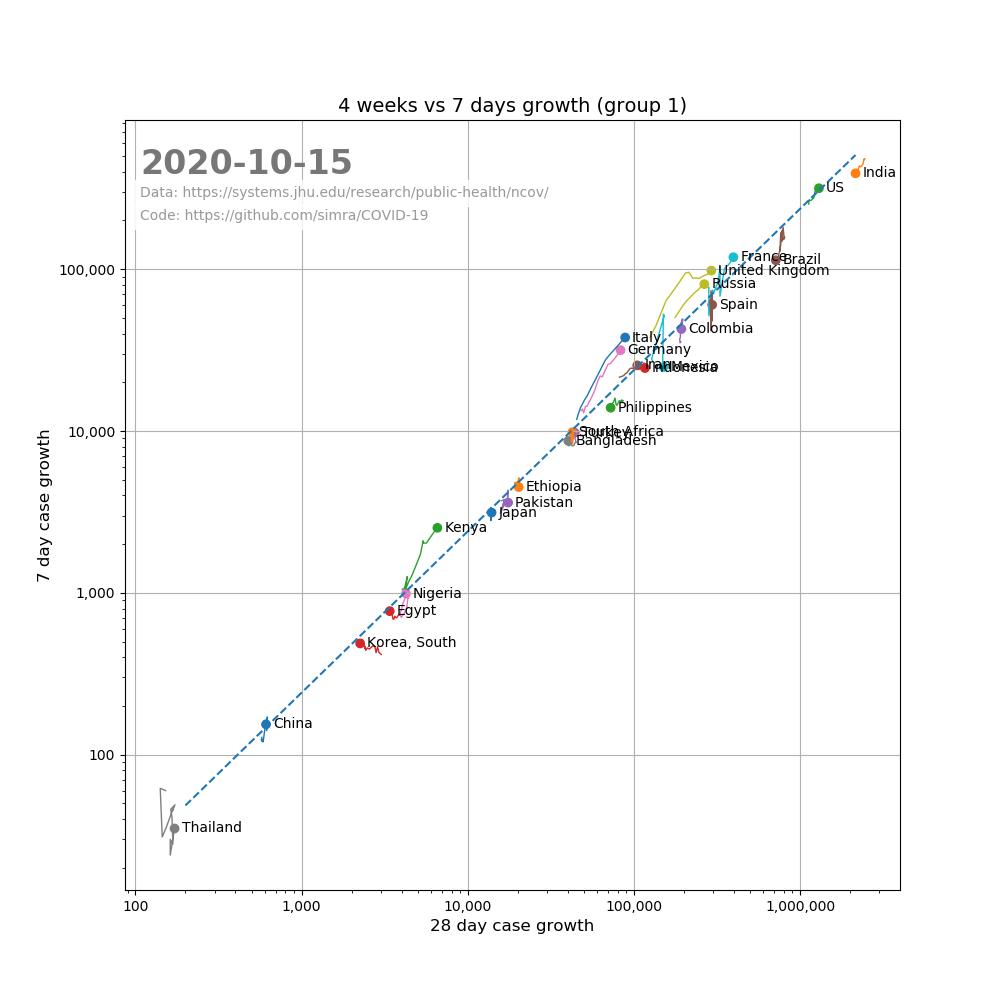 4 weeks vs 7 days growth (group 1)
2020-10-15
Data: https://systems.jhu.edu/research/public-health/ncov/
Code: https://github.com/simra/COVID-19
India
US
France
Brazil
United Kingdom
Russia
100,000
Spain
Colombia
Italy
Germany
Iran
Mexico
Indonesia
Philippines
10,000
South Africa
Turkey
Bangladesh
Ethiopia
Pakistan
Japan
Kenya
1,000
Nigeria
Egypt
Korea, South
China
100
Thailand
7 day case growth
100
1,000
10,000
100,000
1,000,000
28 day case growth